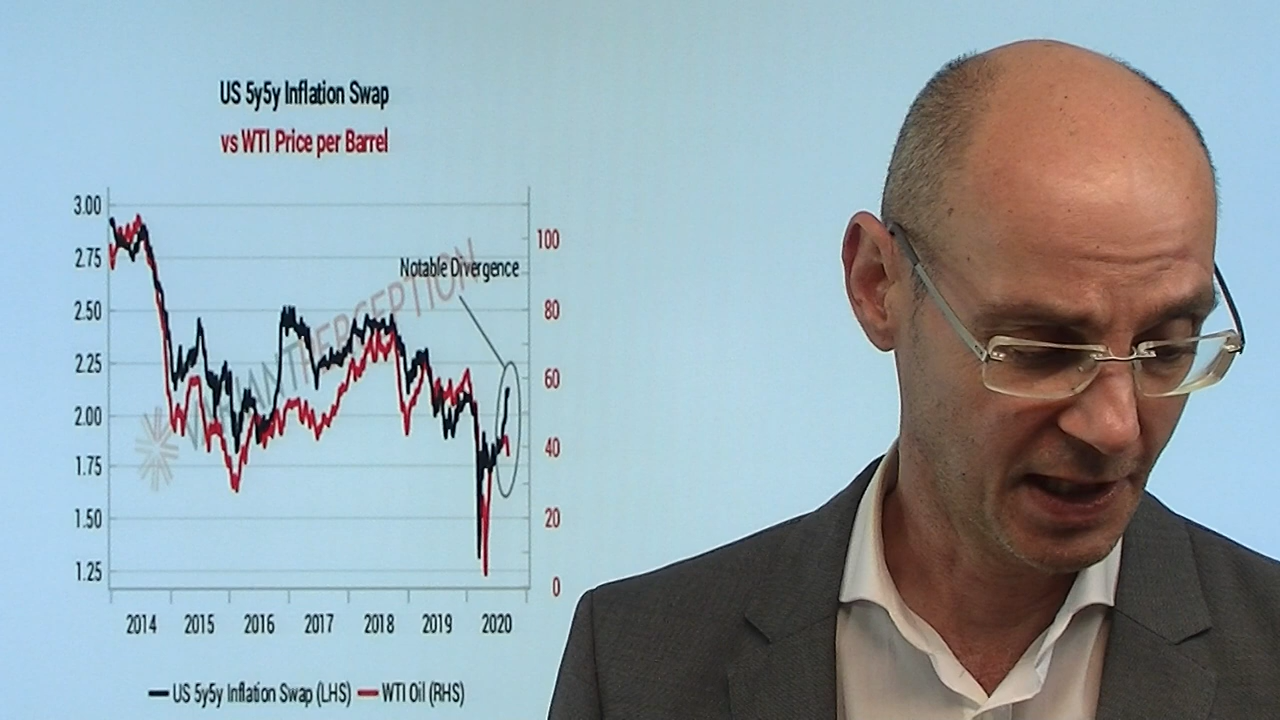 US 5y5y Inflation Swap
vs WTI Price per Barrel
3.00
2.75
2.50
2.25
2.00
1.75
1.50
1.25
100
80
60
40
20
0
Notable Divergence
VARIANTPERCEPTION
2014 2015 2016 2017 2018 2019 2020
US 5y5y Inflation Swap (LHS) WTI Oil (RHS)